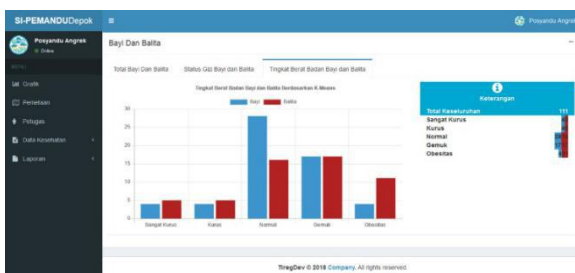 SI-PEMANDUDepok
Posyandu Angrek
Posyandu Angrek
Online
MENU
Grafik
Pemetaan
Petugas
Data Kesehatan
Laporan
Bayi Dan Balita
Total Bayi Dan Balita
Status Gizi Bayi dan Balita
Tingkat Berat Badan Bayi dan Balita
Tingkat Berat Badan Bayi dan Balita Berdasarkan K-Means
Bayi
Balita
30
25
20
15
10
5
0
Sangat Kurus
Kurus
Normal
Gemuk
Obesitas
Keterangan
Total Keseluruhan 111
Sangat Kurus
Kurus
Normal
Gemuk
Obesitas
TiregDev © 2018 Company. All rights reserved.